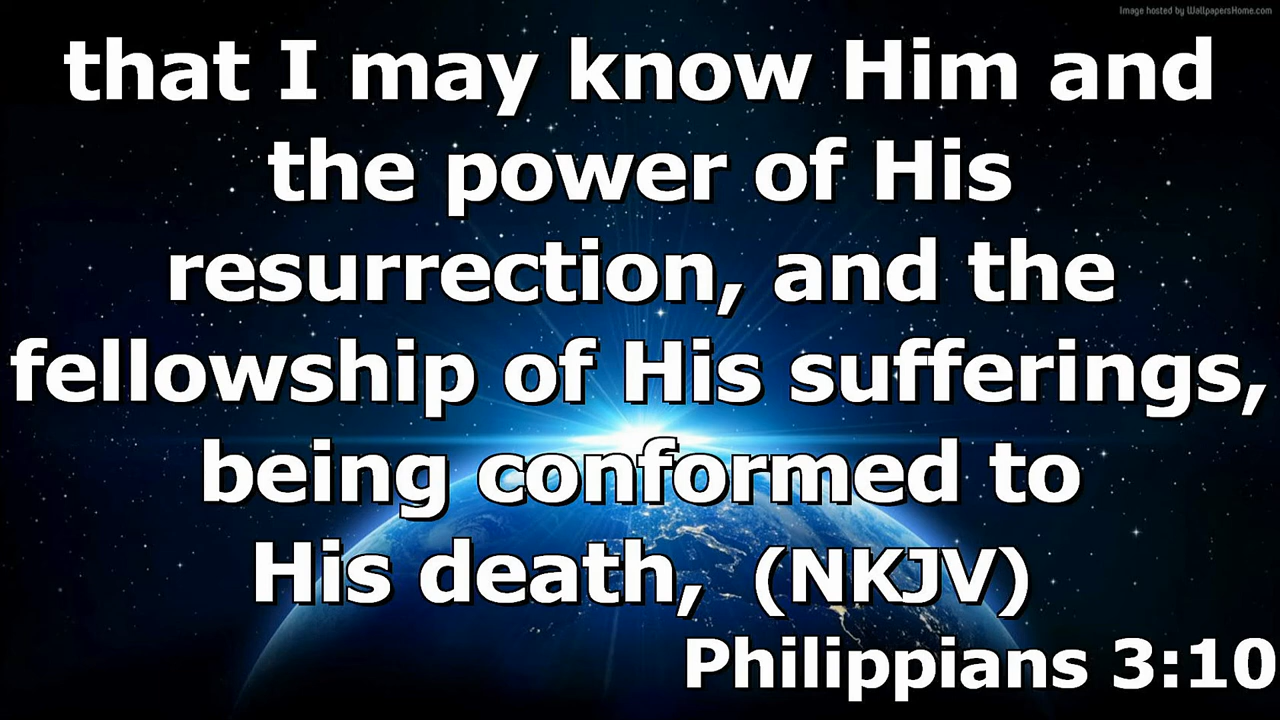 Image hosted by WallpapersHome.com
that I may know Him and
the power of His
resurrection, and the
fellowship of His sufferings,
being conformed to
His death, (NKJV)
Philippians 3:10